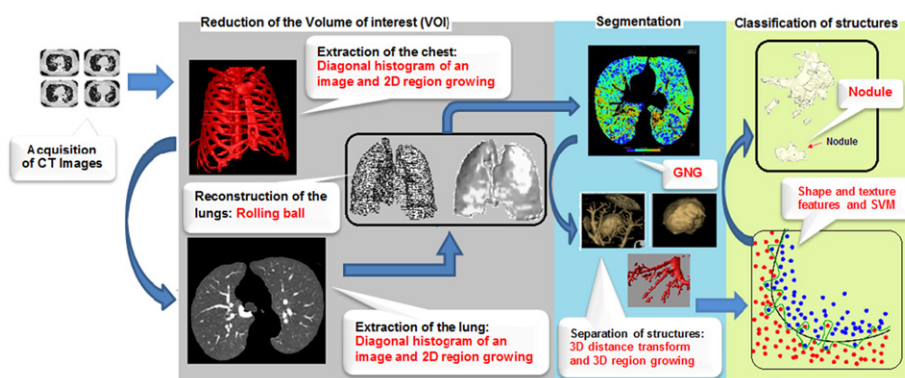 Reduction of the Volume of interest (VOI)
Segmentation
Classification of structures
Acquisition
of CT Images
Extraction of the chest:
Diagonal histogram of an
image and 2D region growing
Reconstruction of the
lungs: Rolling ball
Extraction of the lung:
Diagonal histogram of an
image and 2D region growing
GNG
Separation of structures:
3D distance transform
and 3D region growing
Nodule
Nodule
Shape and texture
features and SVM